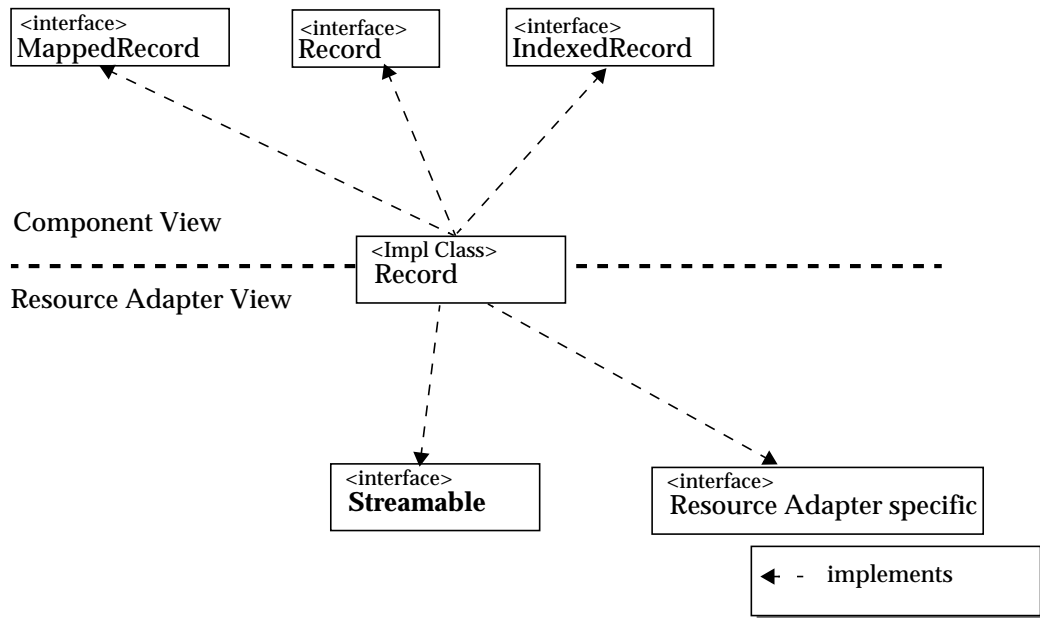 <interface>
MappedRecord
<interface>
Record
<interface>
IndexedRecord
Component View
<Impl Class>
Record
Resource Adapter View
<interface>
Streamable
<interface>
Resource Adapter specific
implements